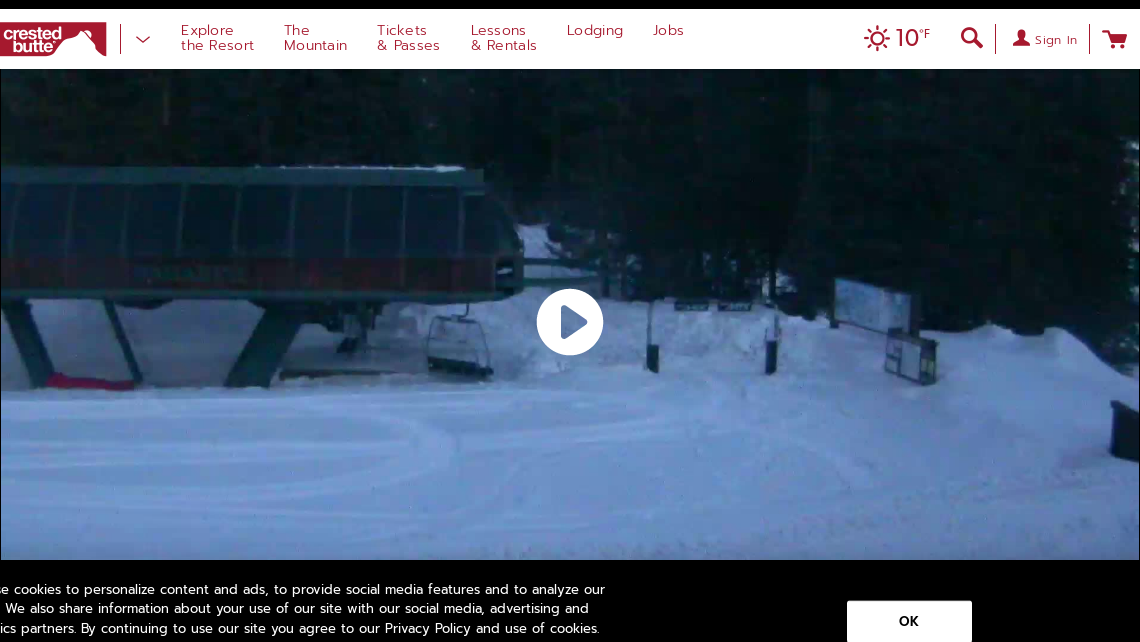 crested
butte
Explore
the Resort
The
Mountain
Tickets
& Passes
Lessons
& Rentals
Lodging
Jobs
10°F
Sign In
se cookies to personalize content and ads, to provide social media features and to analyze our
We also share information about your use of our site with our social media, advertising and
ics partners. By continuing to use our site you agree to our Privacy Policy and use of cookies.
OK